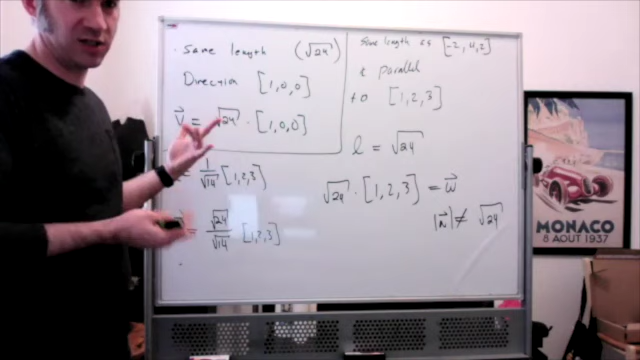 · Same length (√24)
Direction [1,0,0]
v⃗ = √24 · [1,0,0]
= 1/√14 [1,2,3]
= √24/√14 [1,2,3]
same length as [-2,4,2]
& parallel
to [1,2,3]
l = √24
√24 · [1,2,3] = w⃗
|w⃗| ≠ √24
MONACO
8 AOUT 1937